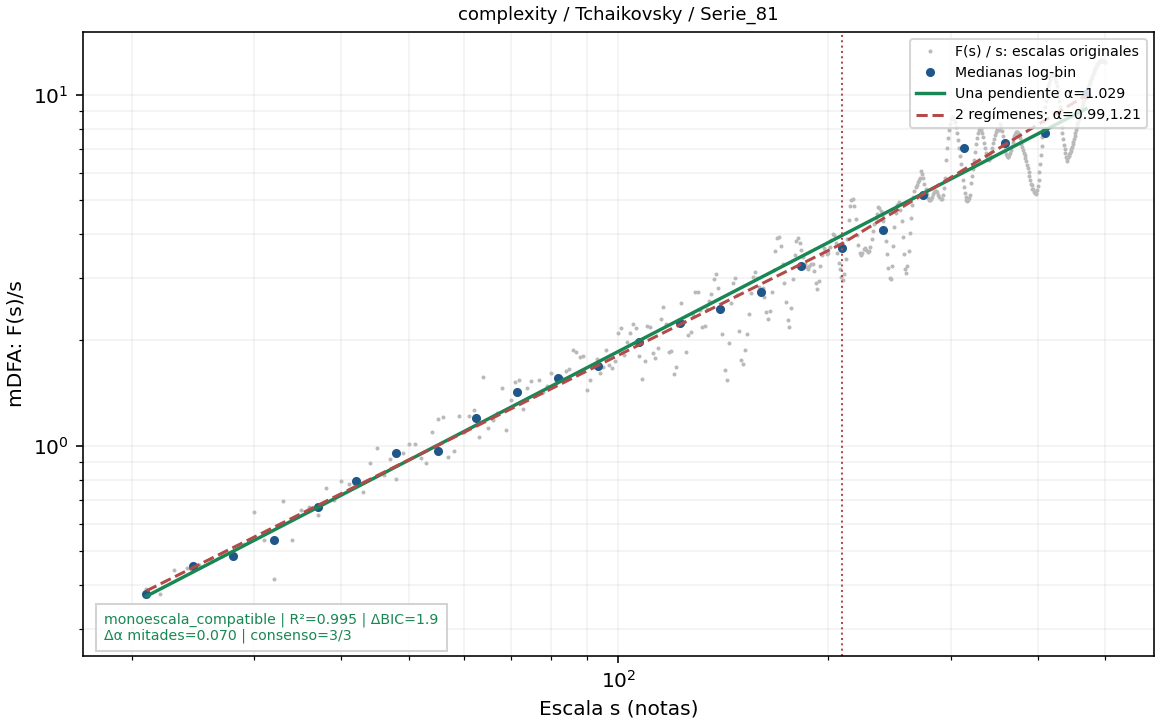 complexity / Tchaikovsky / Serie_81
F(s) / s: escalas originales
Medianas log-bin
Una pendiente α=1.029
2 regímenes; α=0.99,1.21
10¹
10⁰
mDFA: F(s)/s
monoescala_compatible | R²=0.995 | ΔBIC=1.9
Δα mitades=0.070 | consenso=3/3
10²
Escala s (notas)